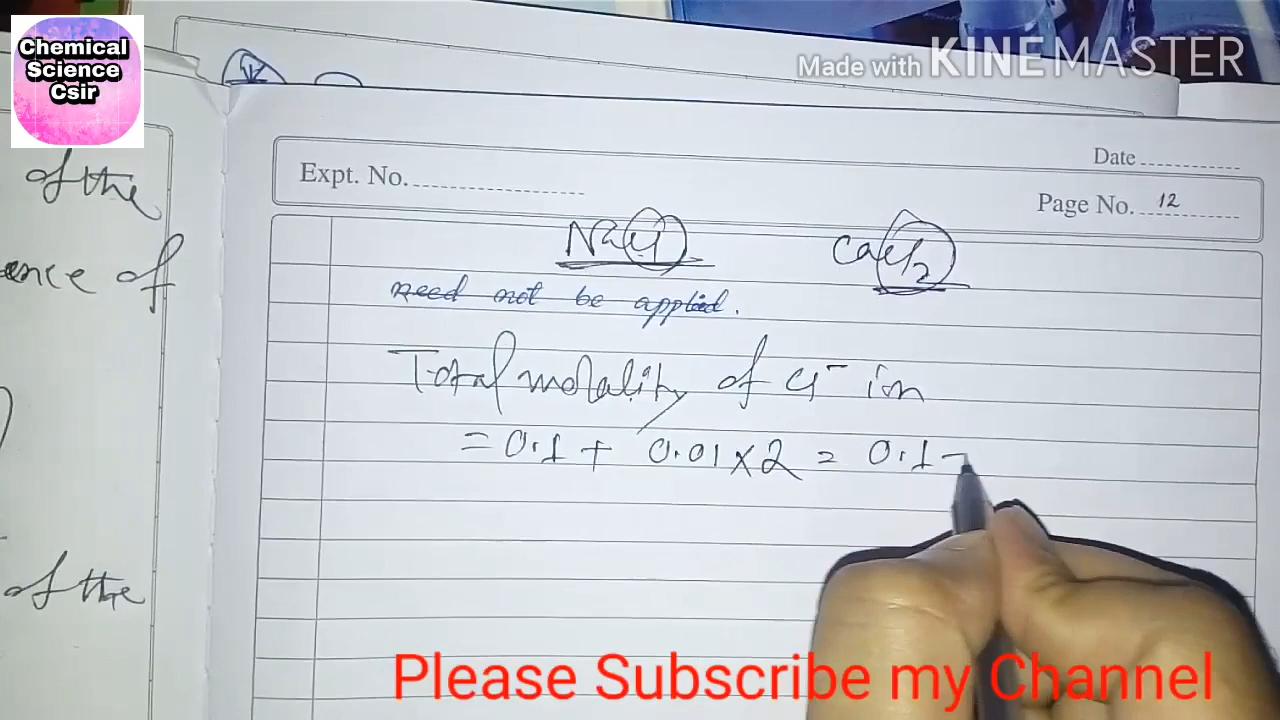 Chemical
Science
Csir
Made with KINEMASTER
of the
ence of
of the
Expt. No.
Date
Page No. 12
NaCl CaCl2
need not be applied.
Total molality of Cl- ion
= 0.1 + 0.01 × 2 = 0.1 -
Please Subscribe my Channel